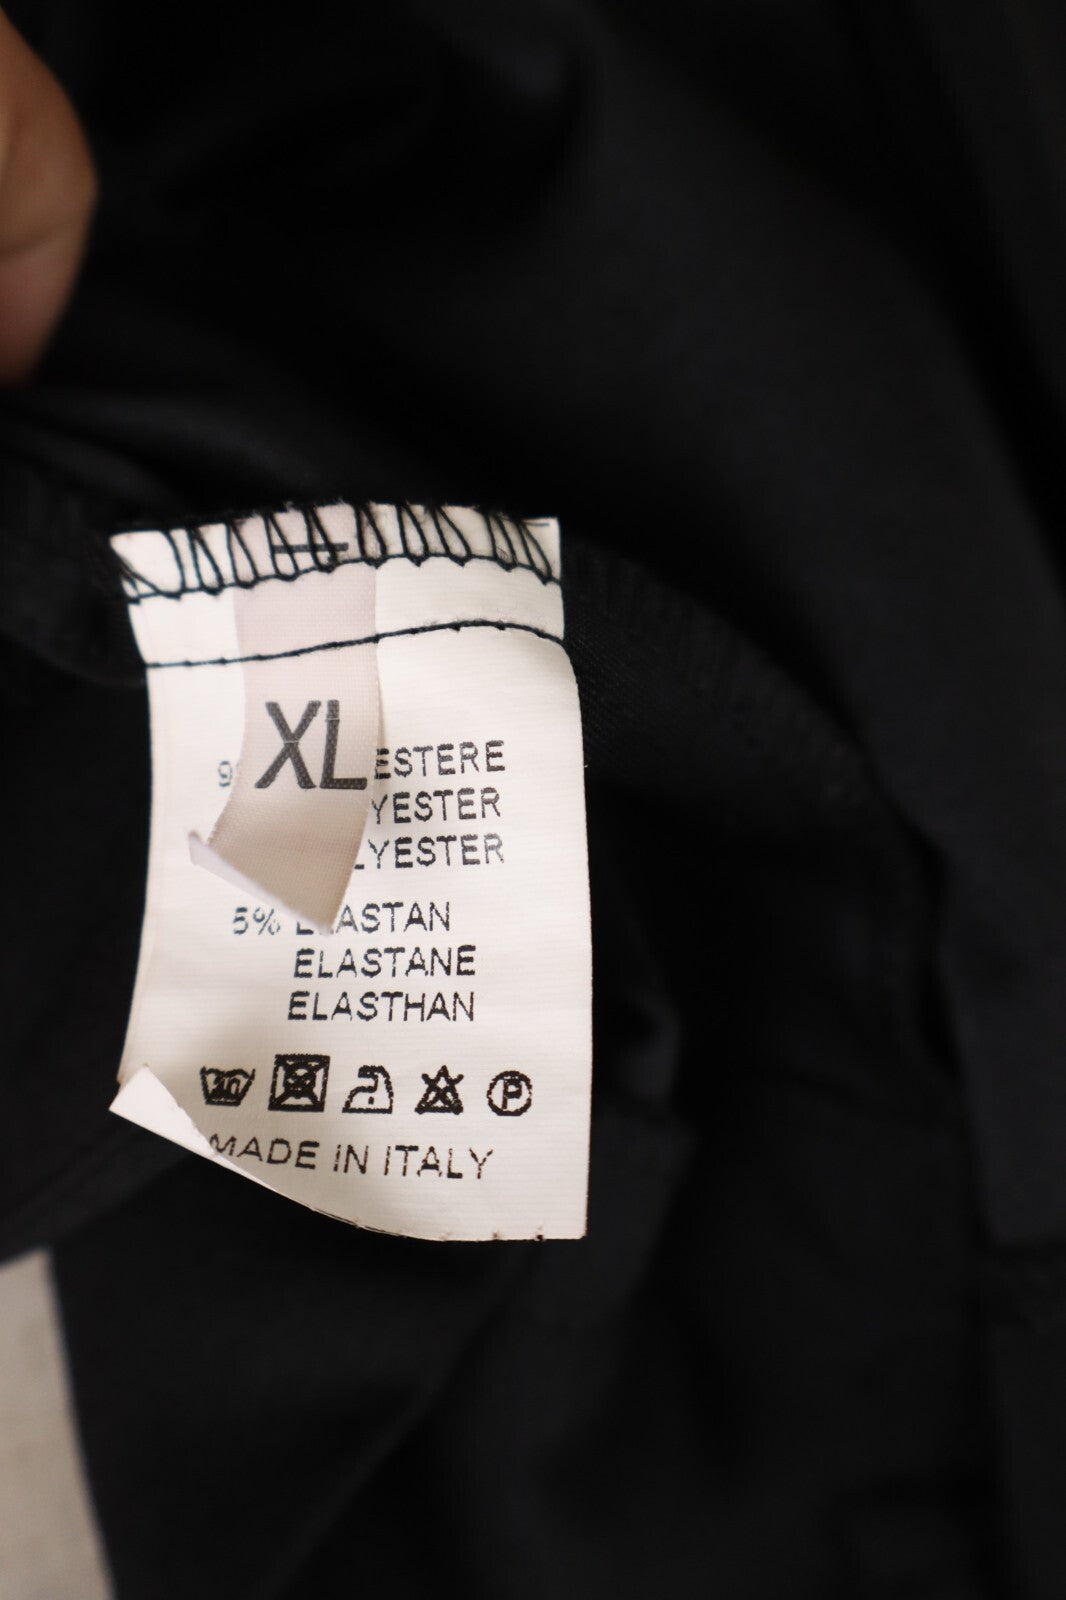 XL
ESTERE
YESTER
LYESTER
5% ELASTAN
ELASTANE
ELASTHAN
P
MADE IN ITALY